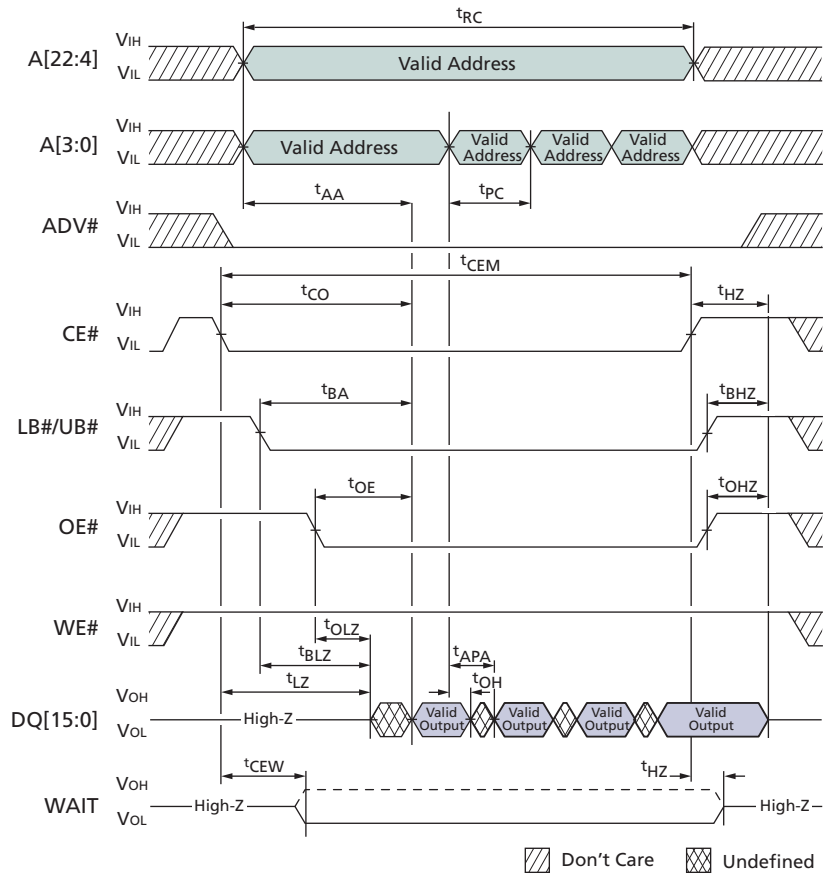 tRC
VIH
A[22:4]
Valid Address
VIL
VIH
A[3:0]
Valid Address
Valid Address
Valid Address
Valid Address
VIL
tAA
tPC
VIH
ADV#
VIL
tCEM
tCO
tHZ
VIH
CE#
VIL
tBA
tBHZ
VIH
LB#/UB#
VIL
tOE
tOHZ
VIH
OE#
VIL
VIH
WE#
VIL
tOLZ
tBLZ
tAPA
tLZ
tOH
VOH
DQ[15:0]
High-Z
Valid Output
Valid Output
Valid Output
Valid Output
VOL
tCEW
tHZ
VOH
WAIT
High-Z
High-Z
VOL
Don't Care
Undefined